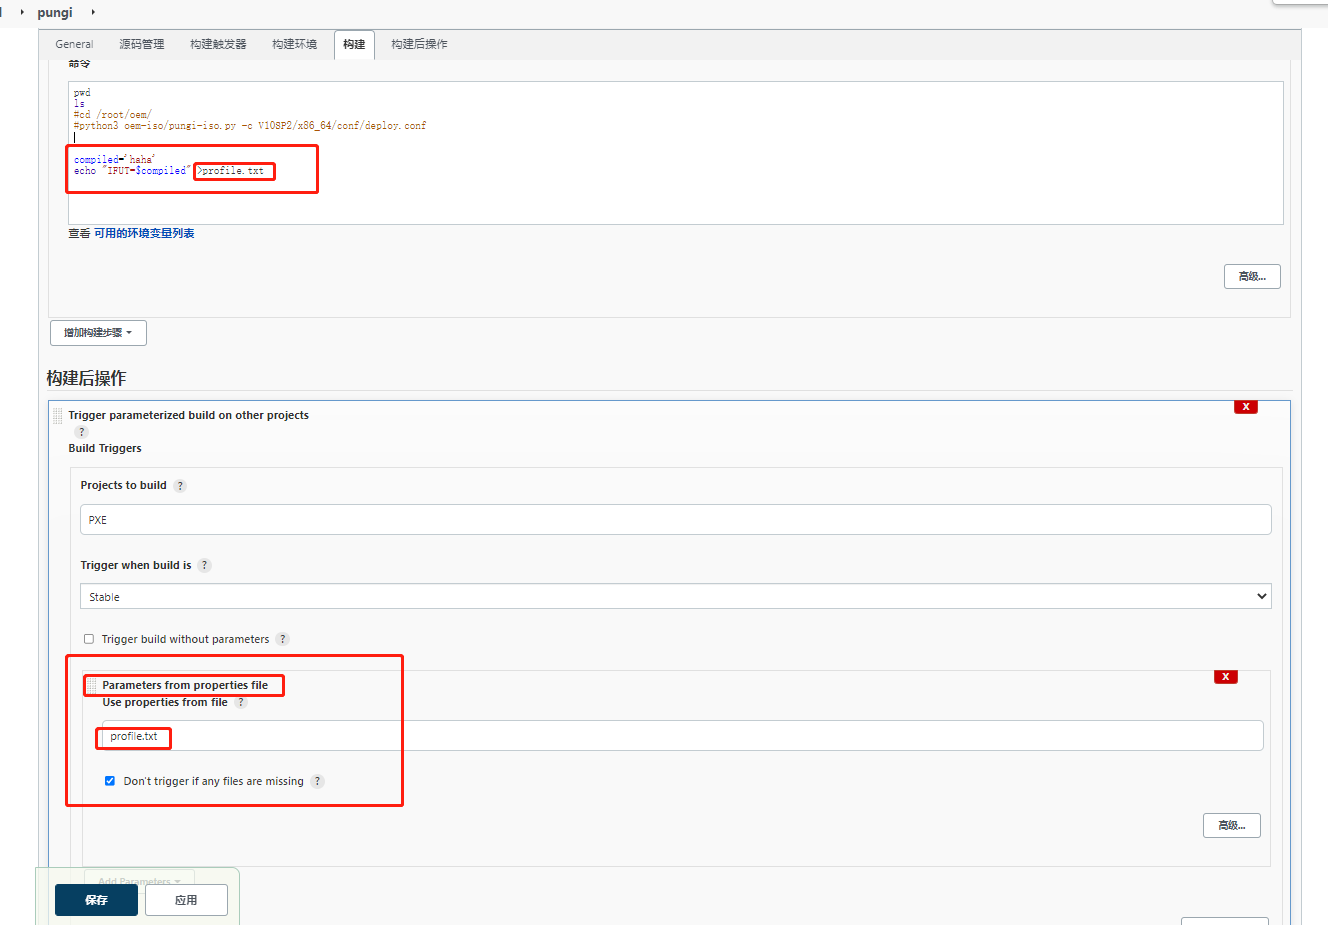 pungi
General 源码管理 构建触发器 构建环境 构建 构建后操作
命令
pwd
ls
#cd /root/oem/
#python3 oem-iso/pungi-iso.py -c V10SP2/x86_64/conf/deploy.conf
compiled='haha'
echo "IFUT=$compiled" >profile.txt
查看 可用的环境变量列表
高级...
增加构建步骤
构建后操作
X
Trigger parameterized build on other projects
?
Build Triggers
Projects to build ?
PXE
Trigger when build is ?
Stable
Trigger build without parameters ?
X
Parameters from properties file
Use properties from file ?
profile.txt
Don't trigger if any files are missing ?
高级...
Add Parameters
保存 应用